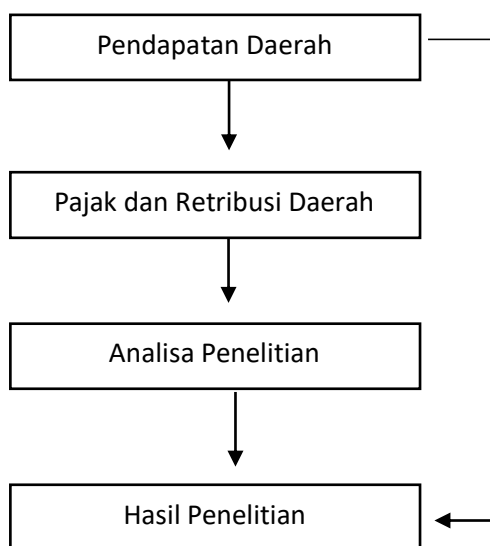 Pendapatan Daerah
Pajak dan Retribusi Daerah
Analisa Penelitian
Hasil Penelitian